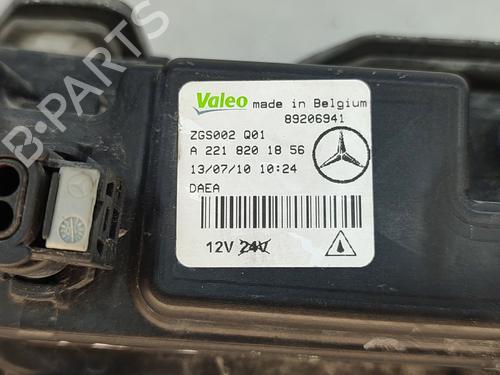 Valeo made in Belgium
89206941
ZGS002 Q01
A 221 820 18 56
13/07/10 10:24
DAEA
12V 24V
B-PARTS